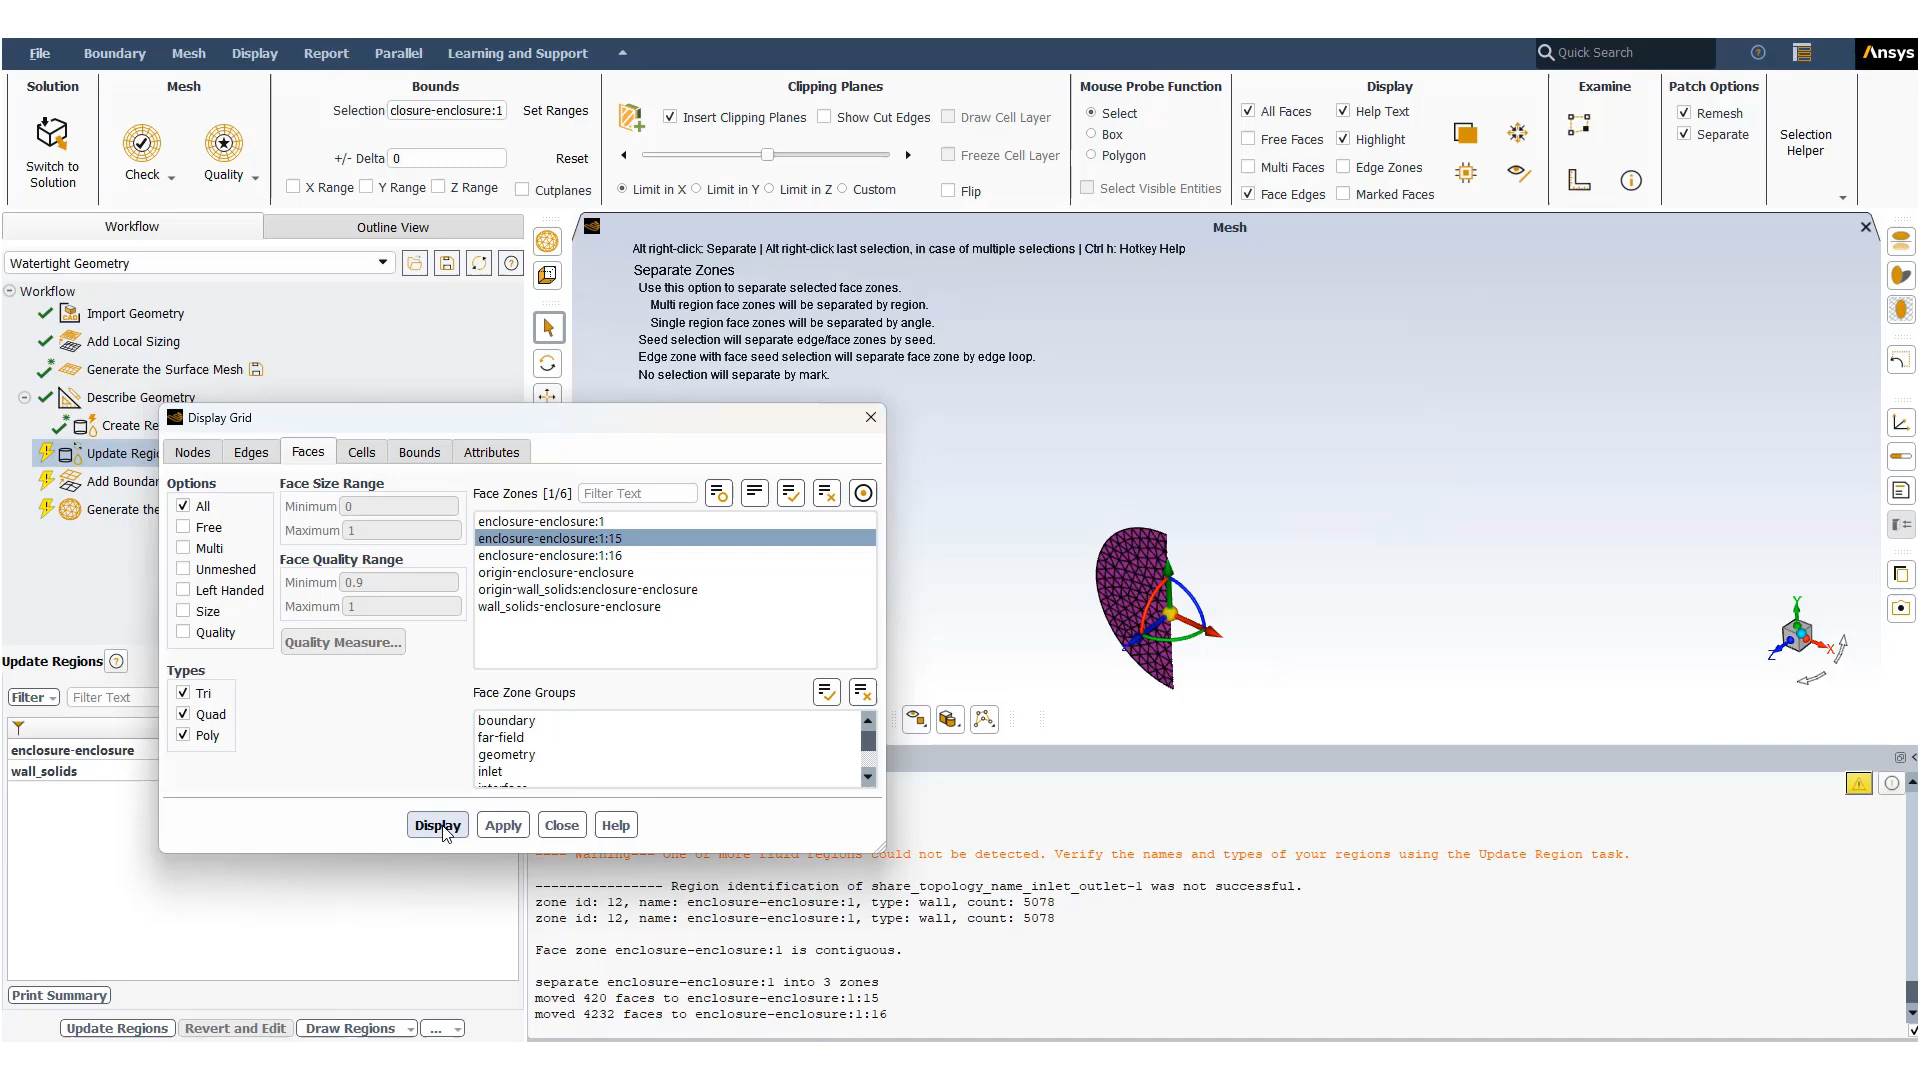 File Boundary Mesh Display Report Parallel Learning and Support Quick Search Ansys
Solution Mesh Bounds Clipping Planes Mouse Probe Function Display Examine Patch Options
Switch to Solution
Check
Quality
Selection closure-enclosure:1 Set Ranges
+/- Delta 0 Reset
X Range Y Range Z Range Cutplanes
Insert Clipping Planes Show Cut Edges Draw Cell Layer
Freeze Cell Layer
Limit in X Limit in Y Limit in Z Custom Flip
Select
Box
Polygon
Select Visible Entities
All Faces Help Text
Free Faces Highlight
Multi Faces Edge Zones
Face Edges Marked Faces
Remesh
Separate
Selection Helper
Workflow Outline View
Watertight Geometry
Workflow
Import Geometry
Add Local Sizing
Generate the Surface Mesh
Describe Geometry
Create Re
Update Regio
Add Boundar
Generate the
Update Regions
Filter Filter Text
enclosure-enclosure
wall_solids
Print Summary
Update Regions Revert and Edit Draw Regions ...
Mesh
Alt right-click: Separate | Alt right-click last selection, in case of multiple selections | Ctrl h: Hotkey Help
Separate Zones
Use this option to separate selected face zones.
Multi region face zones will be separated by region.
Single region face zones will be separated by angle.
Seed selection will separate edge/face zones by seed.
Edge zone with face seed selection will separate face zone by edge loop.
No selection will separate by mark.
Y
X
Z
Display Grid
Nodes Edges Faces Cells Bounds Attributes
Options
All
Free
Multi
Unmeshed
Left Handed
Size
Quality
Types
Tri
Quad
Poly
Face Size Range
Minimum 0
Maximum 1
Face Quality Range
Minimum 0.9
Maximum 1
Quality Measure...
Face Zones [1/6] Filter Text
enclosure-enclosure:1
enclosure-enclosure:1:15
enclosure-enclosure:1:16
origin-enclosure-enclosure
origin-wall_solids:enclosure-enclosure
wall_solids-enclosure-enclosure
Face Zone Groups
boundary
far-field
geometry
inlet
Display Apply Close Help
---- Warning--- One or more fluid regions could not be detected. Verify the names and types of your regions using the Update Region task.
---------------- Region identification of share_topology_name_inlet_outlet-1 was not successful.
zone id: 12, name: enclosure-enclosure:1, type: wall, count: 5078
zone id: 12, name: enclosure-enclosure:1, type: wall, count: 5078
Face zone enclosure-enclosure:1 is contiguous.
separate enclosure-enclosure:1 into 3 zones
moved 420 faces to enclosure-enclosure:1:15
moved 4232 faces to enclosure-enclosure:1:16